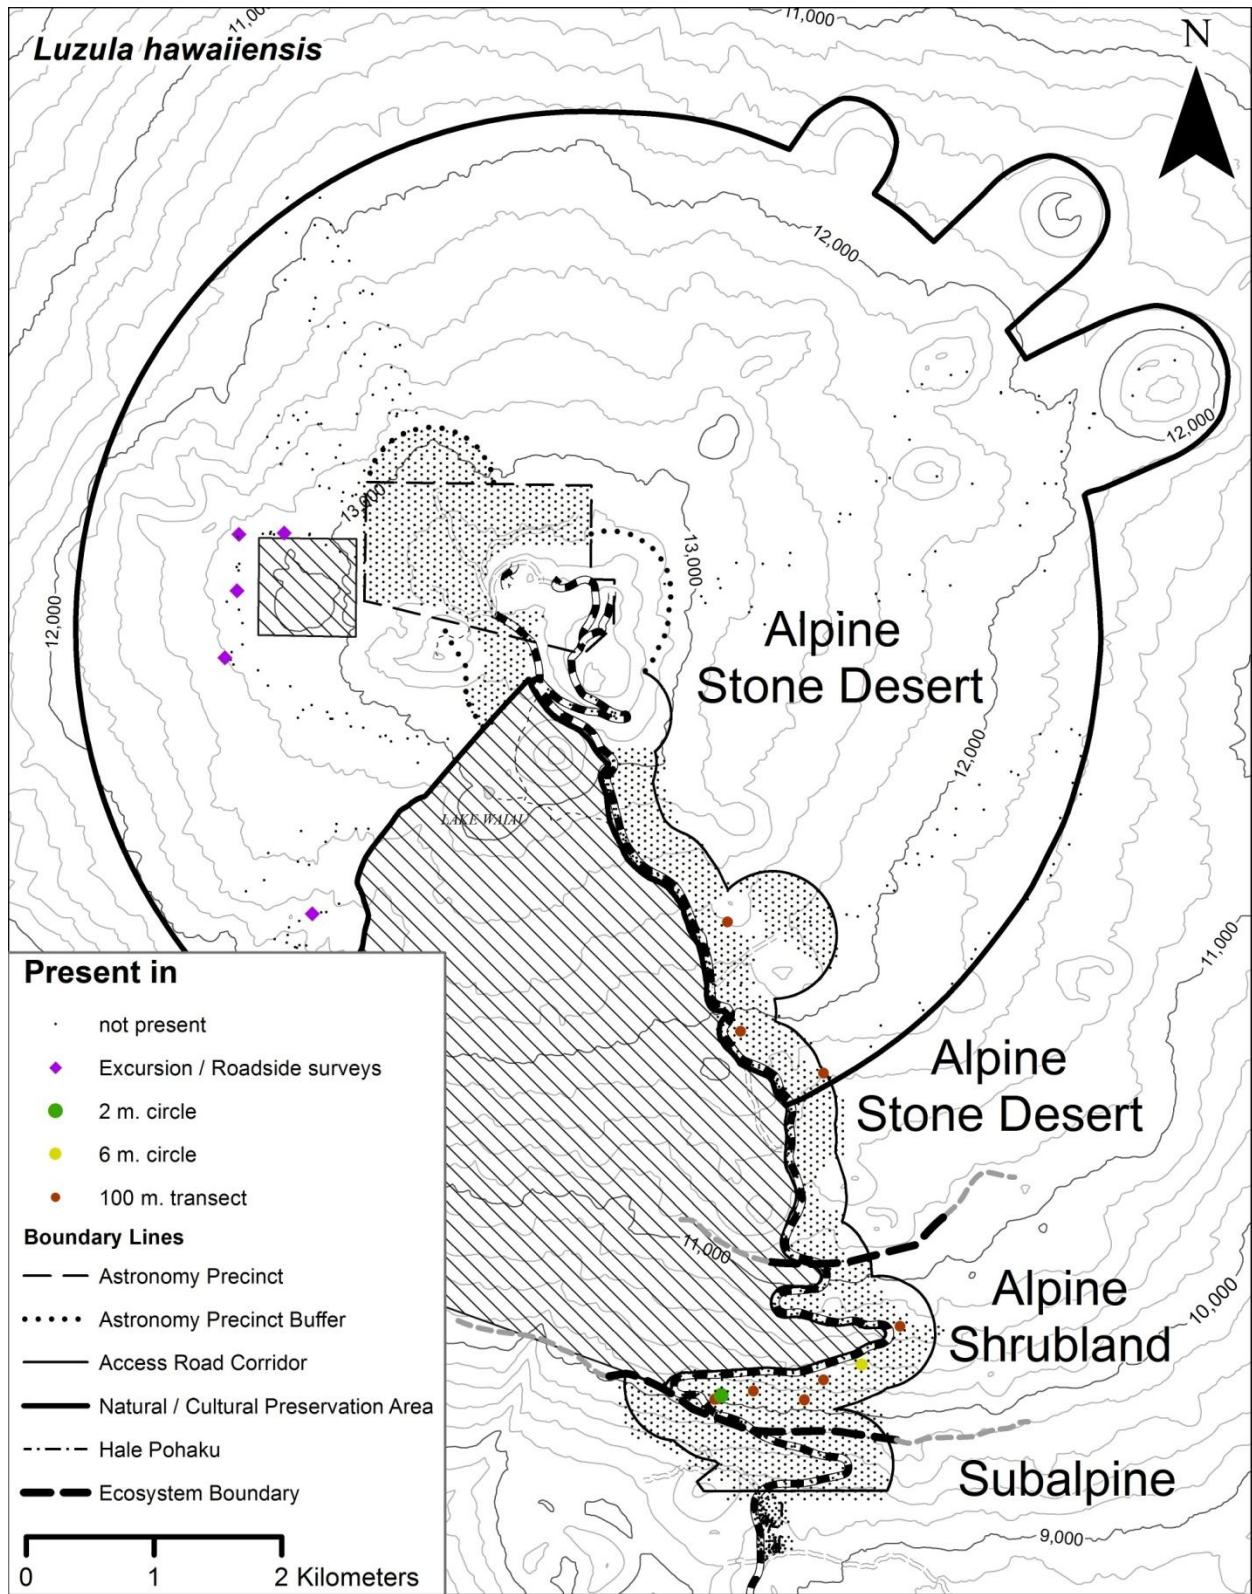 11,000
11,000
Luzula hawaiiensis
N
12,000
12,000
13,000
13,000
12,000
Alpine
Stone Desert
12,000
LAKE WAIAU
11,000
Present in
not present
Excursion / Roadside surveys
2 m. circle
6 m. circle
100 m. transect
Boundary Lines
Astronomy Precinct
Astronomy Precinct Buffer
Access Road Corridor
Natural / Cultural Preservation Area
Hale Pohaku
Ecosystem Boundary
0 1 2 Kilometers
Alpine
Stone Desert
11,000
Alpine
Shrubland
10,000
Subalpine
9,000